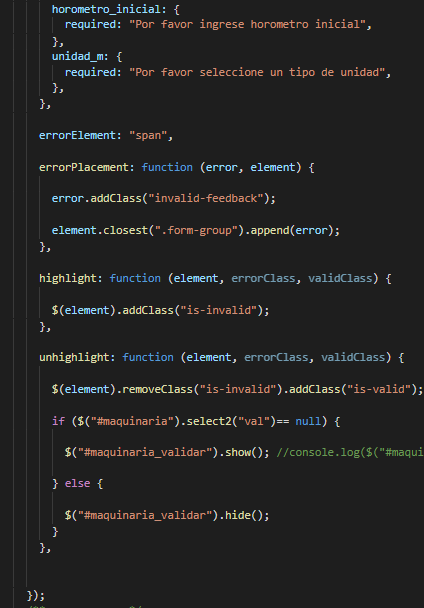 horometro_inicial: {
required: "Por favor ingrese horometro inicial",
},
unidad_m: {
required: "Por favor seleccione un tipo de unidad",
},
},
errorElement: "span",
errorPlacement: function (error, element) {
error.addClass("invalid-feedback");
element.closest(".form-group").append(error);
},
highlight: function (element, errorClass, validClass) {
$(element).addClass("is-invalid");
},
unhighlight: function (element, errorClass, validClass) {
$(element).removeClass("is-invalid").addClass("is-valid");
if ($("#maquinaria").select2("val")== null) {
$("#maquinaria_validar").show(); //console.log($("#maqui
} else {
$("#maquinaria_validar").hide();
}
},
});